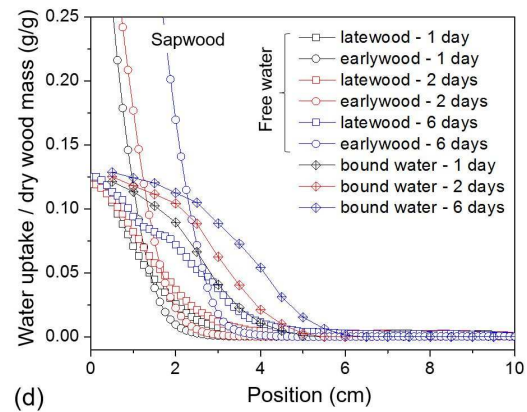 0.25
0.20
0.15
0.10
0.05
0.00
Water uptake / dry wood mass (g/g)
Sapwood
Free water
latewood - 1 day
earlywood - 1 day
latewood - 2 days
earlywood - 2 days
latewood - 6 days
earlywood - 6 days
bound water - 1 day
bound water - 2 days
bound water - 6 days
0 2 4 6 8 10
Position (cm)
(d)